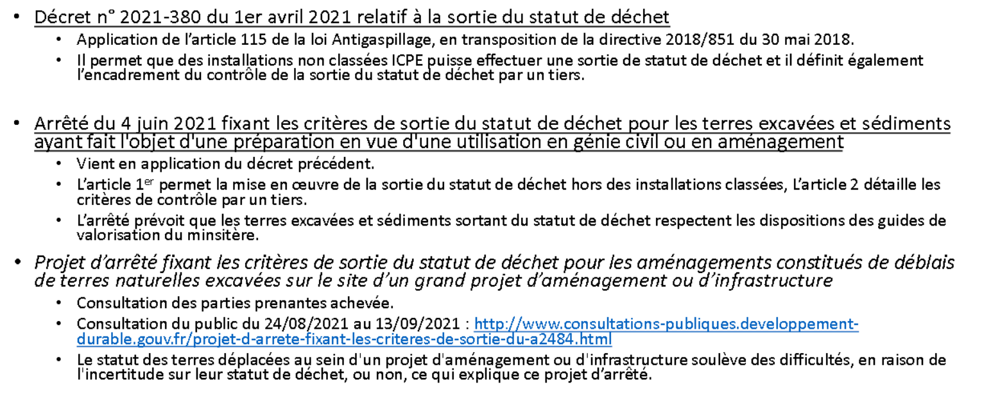 • Décret n° 2021-380 du 1er avril 2021 relatif à la sortie du statut de déchet
• Application de l’article 115 de la loi Antigaspillage, en transposition de la directive 2018/851 du 30 mai 2018.
• Il permet que des installations non classées ICPE puisse effectuer une sortie de statut de déchet et il définit également
l’encadrement du contrôle de la sortie du statut de déchet par un tiers.
• Arrêté du 4 juin 2021 fixant les critères de sortie du statut de déchet pour les terres excavées et sédiments
ayant fait l'objet d'une préparation en vue d'une utilisation en génie civil ou en aménagement
• Vient en application du décret précédent.
• L’article 1er permet la mise en œuvre de la sortie du statut de déchet hors des installations classées, L’article 2 détaille les
critères de contrôle par un tiers.
• L’arrêté prévoit que les terres excavées et sédiments sortant du statut de déchet respectent les dispositions des guides de
valorisation du minsitère.
• Projet d’arrêté fixant les critères de sortie du statut de déchet pour les aménagements constitués de déblais
de terres naturelles excavées sur le site d’un grand projet d’aménagement ou d’infrastructure
• Consultation des parties prenantes achevée.
• Consultation du public du 24/08/2021 au 13/09/2021 : http://www.consultations-publiques.developpement-
durable.gouv.fr/projet-d-arrete-fixant-les-criteres-de-sortie-du-a2484.html
• Le statut des terres déplacées au sein d'un projet d'aménagement ou d'infrastructure soulève des difficultés, en raison de
l'incertitude sur leur statut de déchet, ou non, ce qui explique ce projet d’arrêté.